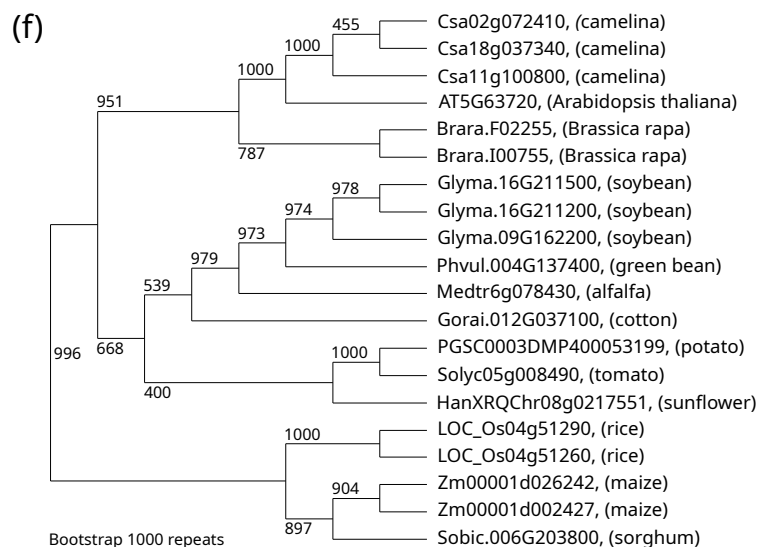 (f)
455
Csa02g072410, (camelina)
1000
Csa18g037340, (camelina)
1000
Csa11g100800, (camelina)
951
AT5G63720, (Arabidopsis thaliana)
Brara.F02255, (Brassica rapa)
787
Brara.I00755, (Brassica rapa)
978
Glyma.16G211500, (soybean)
974
Glyma.16G211200, (soybean)
973
Glyma.09G162200, (soybean)
979
Phvul.004G137400, (green bean)
539
Medtr6g078430, (alfalfa)
Gorai.012G037100, (cotton)
996
668
1000
PGSC0003DMP400053199, (potato)
Solyc05g008490, (tomato)
400
HanXRQChr08g0217551, (sunflower)
1000
LOC_Os04g51290, (rice)
LOC_Os04g51260, (rice)
904
Zm00001d026242, (maize)
Zm00001d002427, (maize)
897
Sobic.006G203800, (sorghum)
Bootstrap 1000 repeats